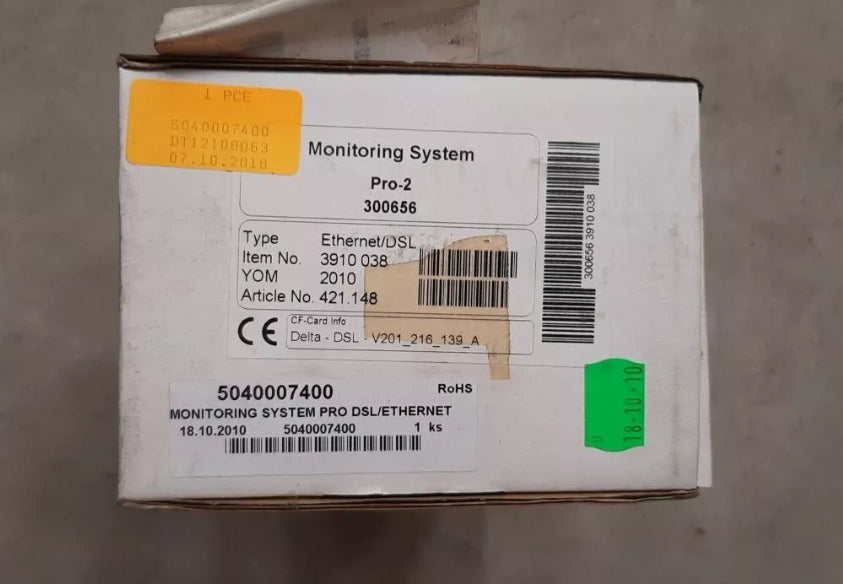 1 PCE
5040007400
DT12108063
07.10.2010
Monitoring System
Pro-2
300656
Type Ethernet/DSL
Item No. 3910 038
YOM 2010
Article No. 421.148
300656 3910 038
CE
CF-Card Info
Delta - DSL - V201_216_139_A
5040007400 RoHS
MONITORING SYSTEM PRO DSL/ETHERNET
18.10.2010 5040007400 1 ks
18.10.10